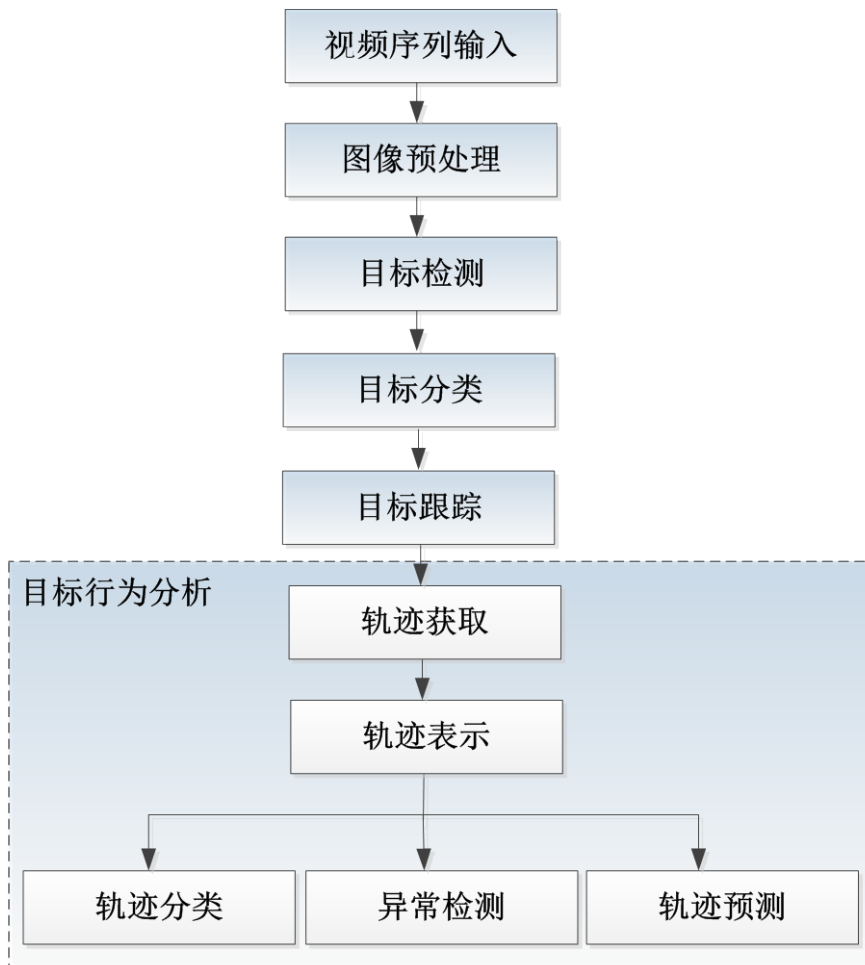 视频序列输入
图像预处理
目标检测
目标分类
目标跟踪
目标行为分析
轨迹获取
轨迹表示
轨迹分类
异常检测
轨迹预测